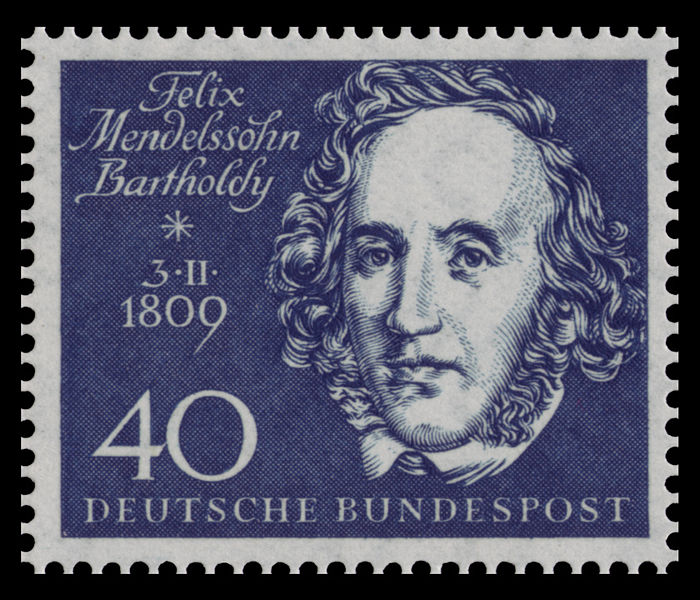 Felix
Mendelssohn
Bartholdy
*
3·II·
1809
40
DEUTSCHE BUNDESPOST